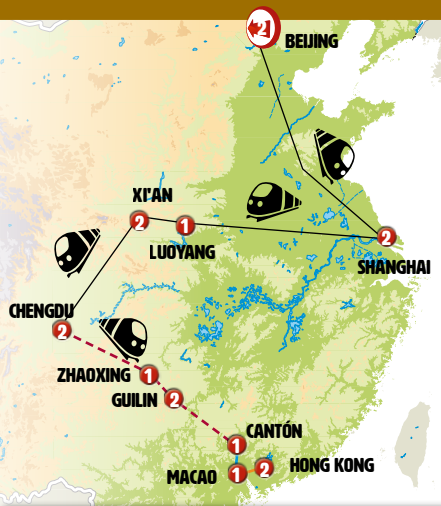 2
BEIJING
XI'AN
2
1
LUOYANG
2
SHANGHAI
CHENGDU
2
ZHAOXING 1
GUILIN 2
CANTÓN
1
MACAO 1
2 HONG KONG